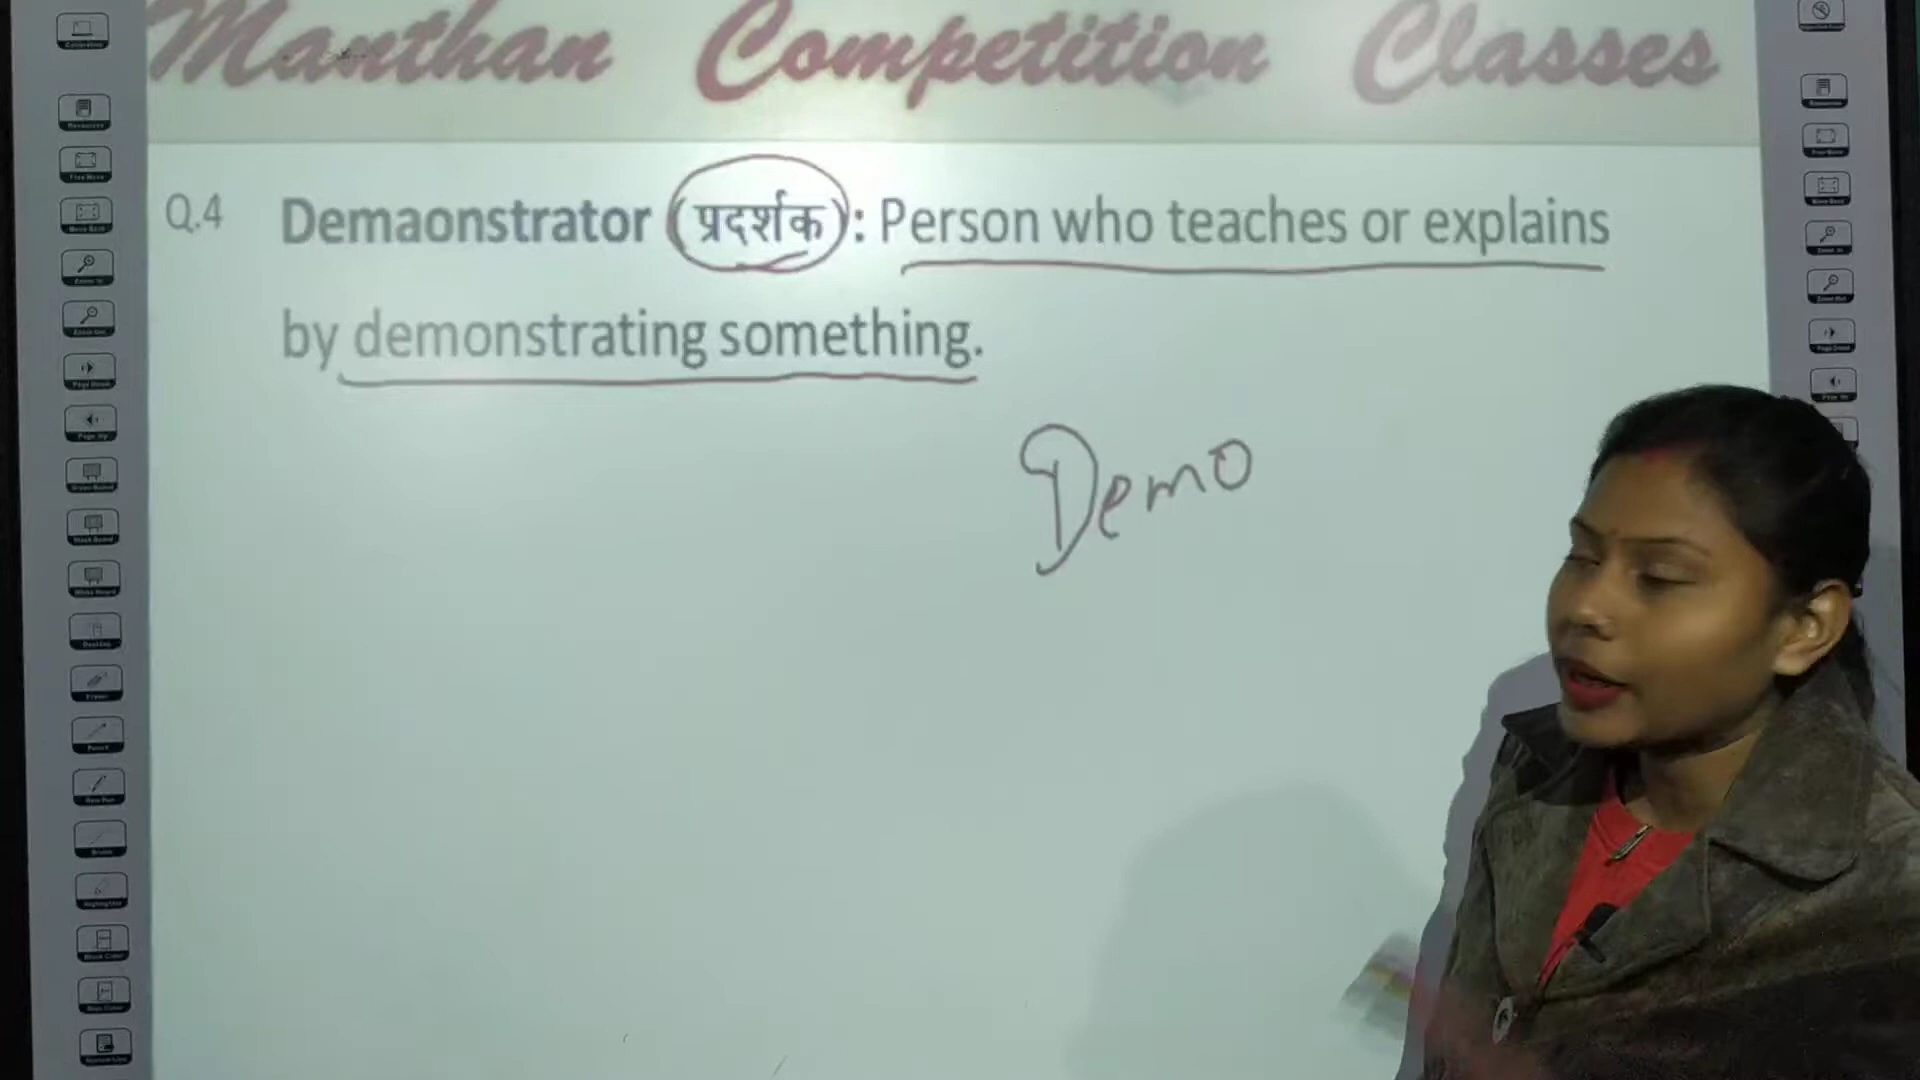 Manthan Competition Classes
Q.4 Demaonstrator (प्रदर्शक): Person who teaches or explains
by demonstrating something.
Demo